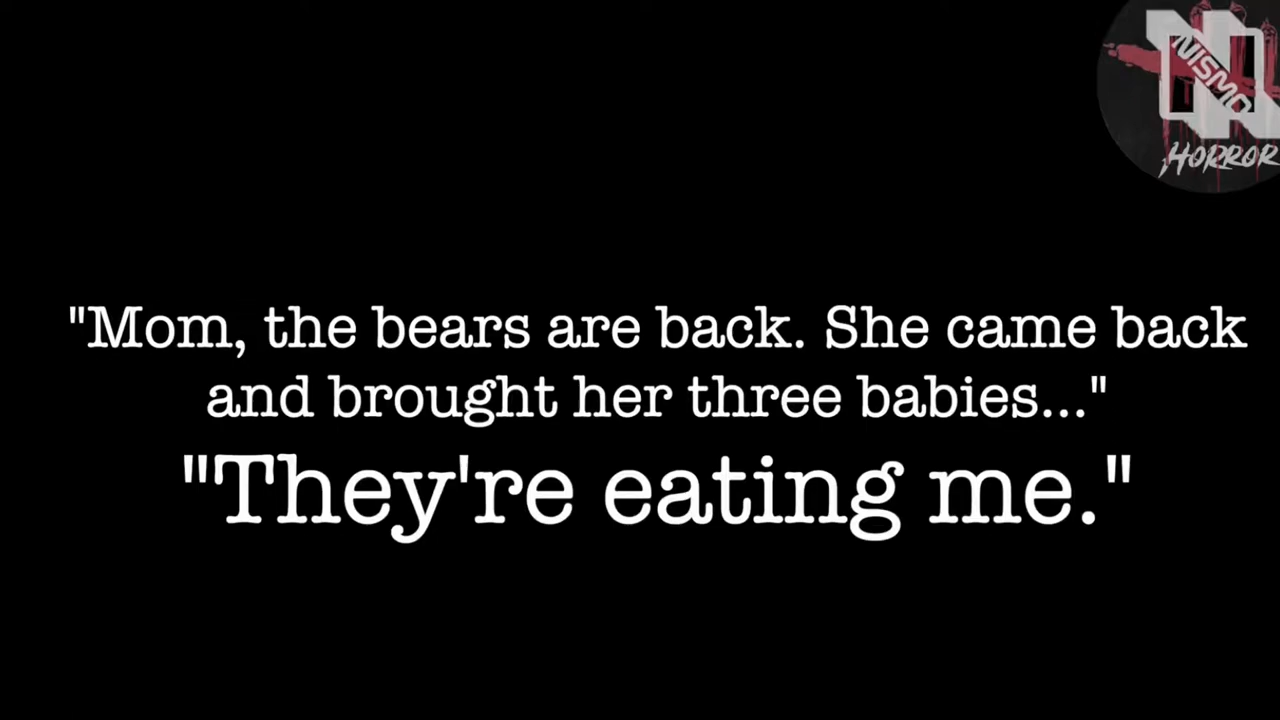 NISMO
HORROR
"Mom, the bears are back. She came back
and brought her three babies..."
"They're eating me."